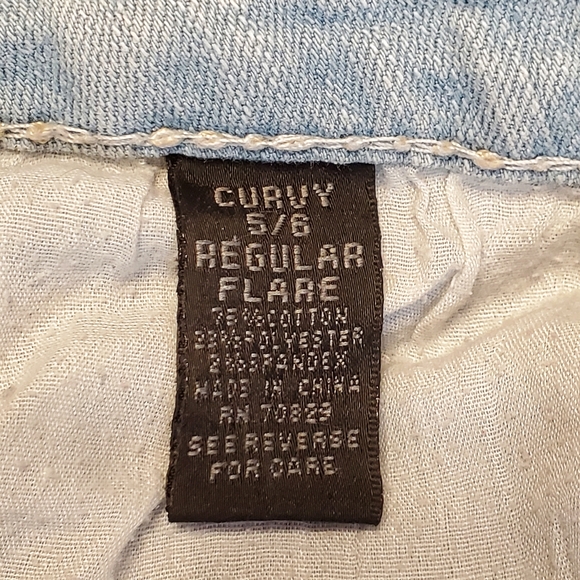 CURVY
5/6
REGULAR
FLARE
75%COTTON
23%POLYESTER
2%SPANDEX
MADE IN CHINA
RN 70829
SEE REVERSE
FOR CARE